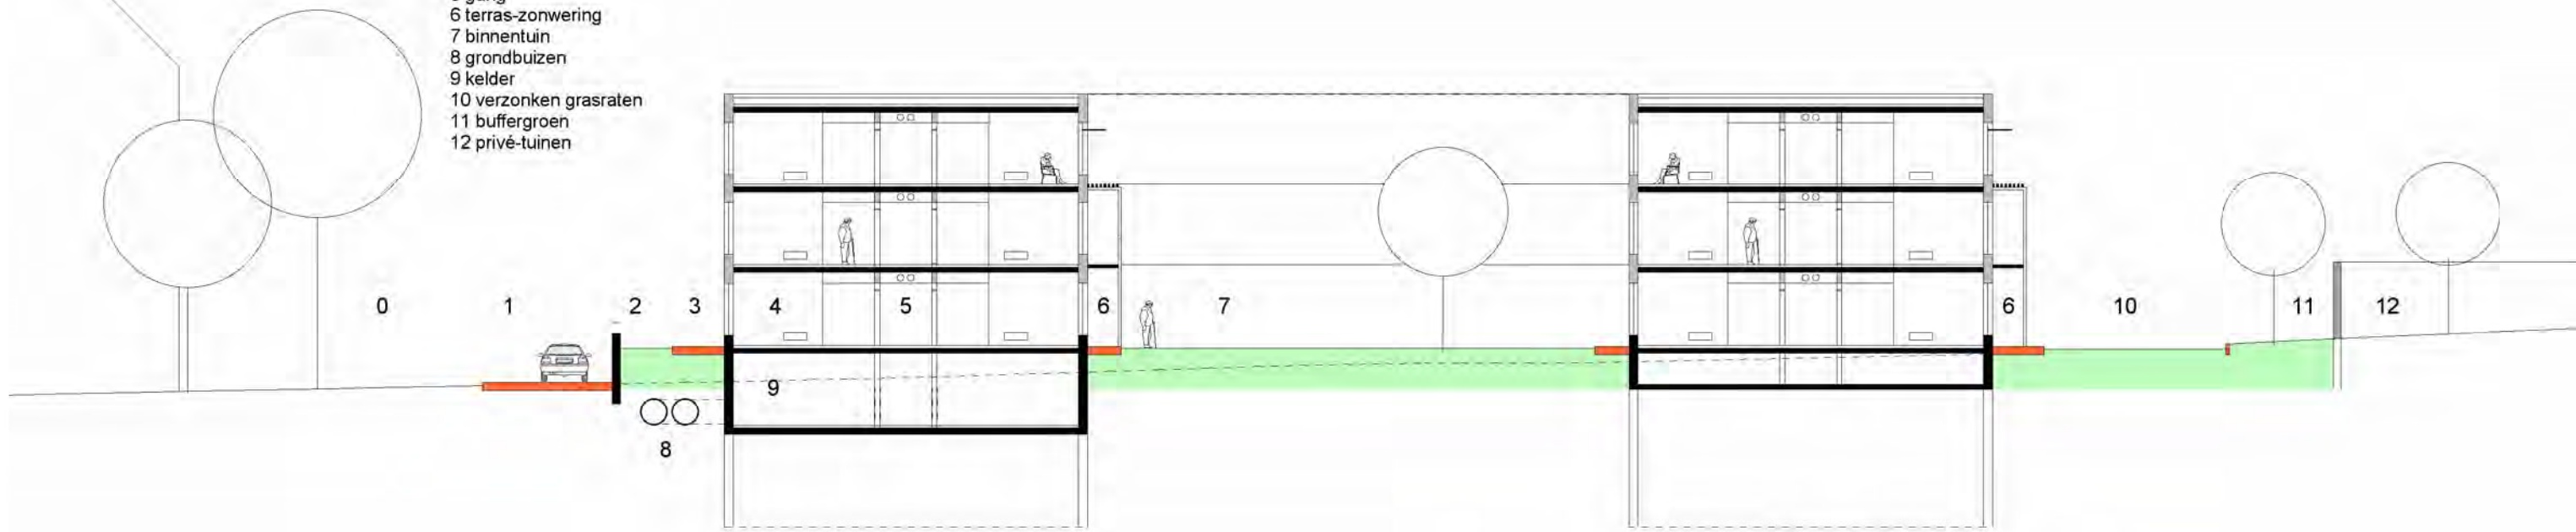 6 terras-zonwering
7 binnentuin
8 grondbuizen
9 kelder
10 verzonken grasraten
11 buffergroen
12 privé-tuinen
0 1 2 3 4 5 6 7 6 10 11 12
9
8